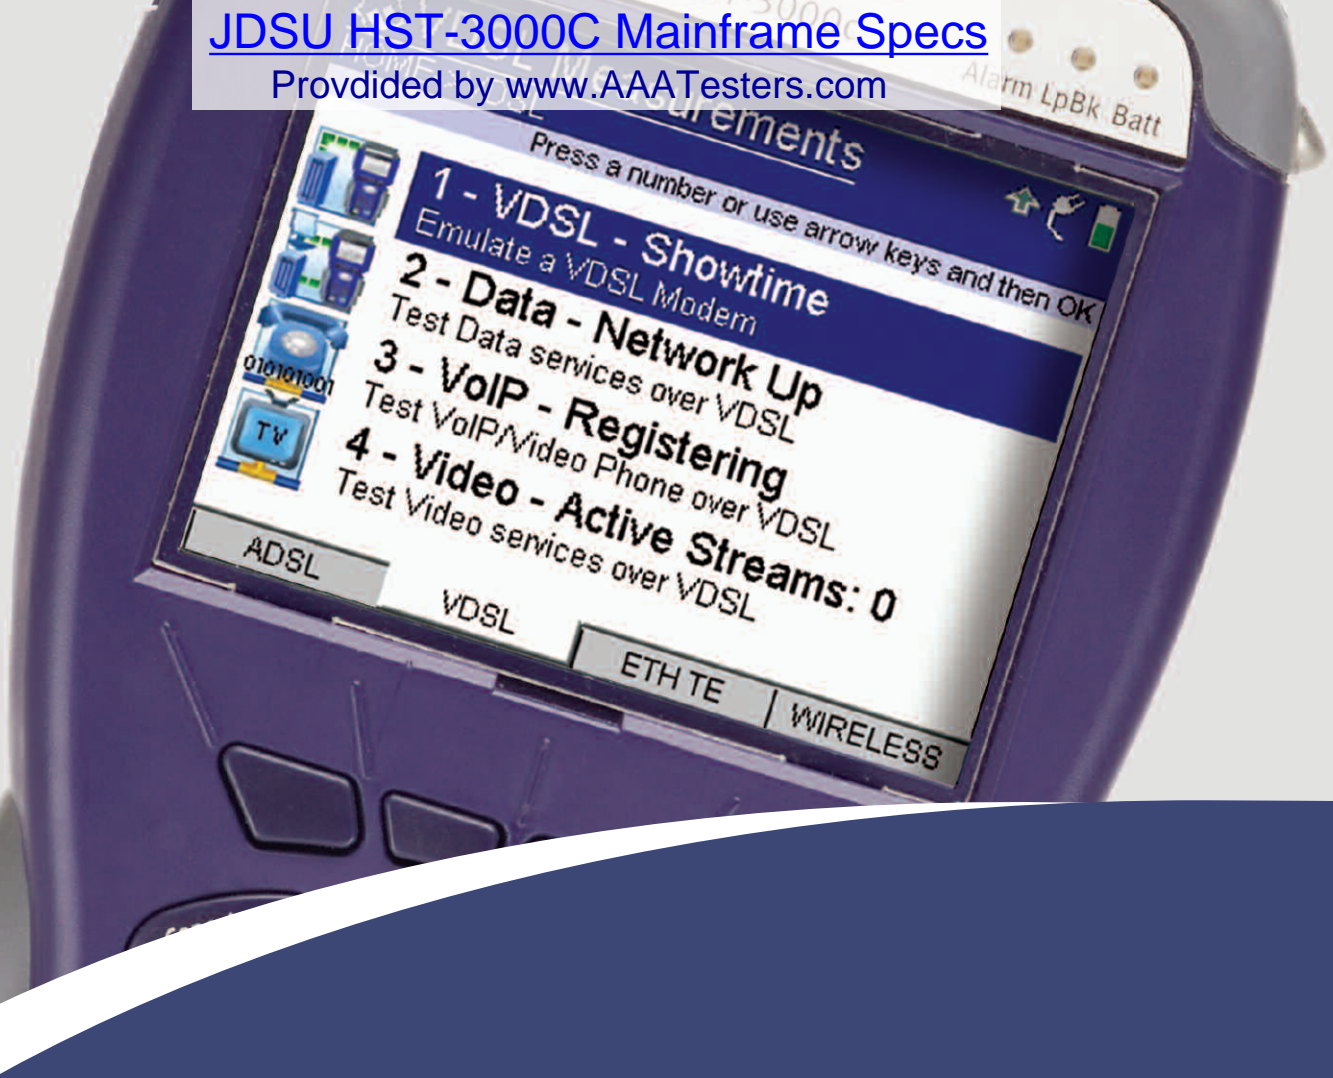 JDSU HST-3000C Mainframe Specs
Provdided by www.AAATesters.com
Alarm LpBk Batt
VDSL Measurements
Press a number or use arrow keys and then OK
1 - VDSL - Showtime
Emulate a VDSL Modem
2 - Data - Network Up
Test Data services over VDSL
3 - VoIP - Registering
Test VoIP/Video Phone over VDSL
4 - Video - Active Streams: 0
Test Video services over VDSL
010101001
TV
ADSL
VDSL
ETH TE
WIRELESS